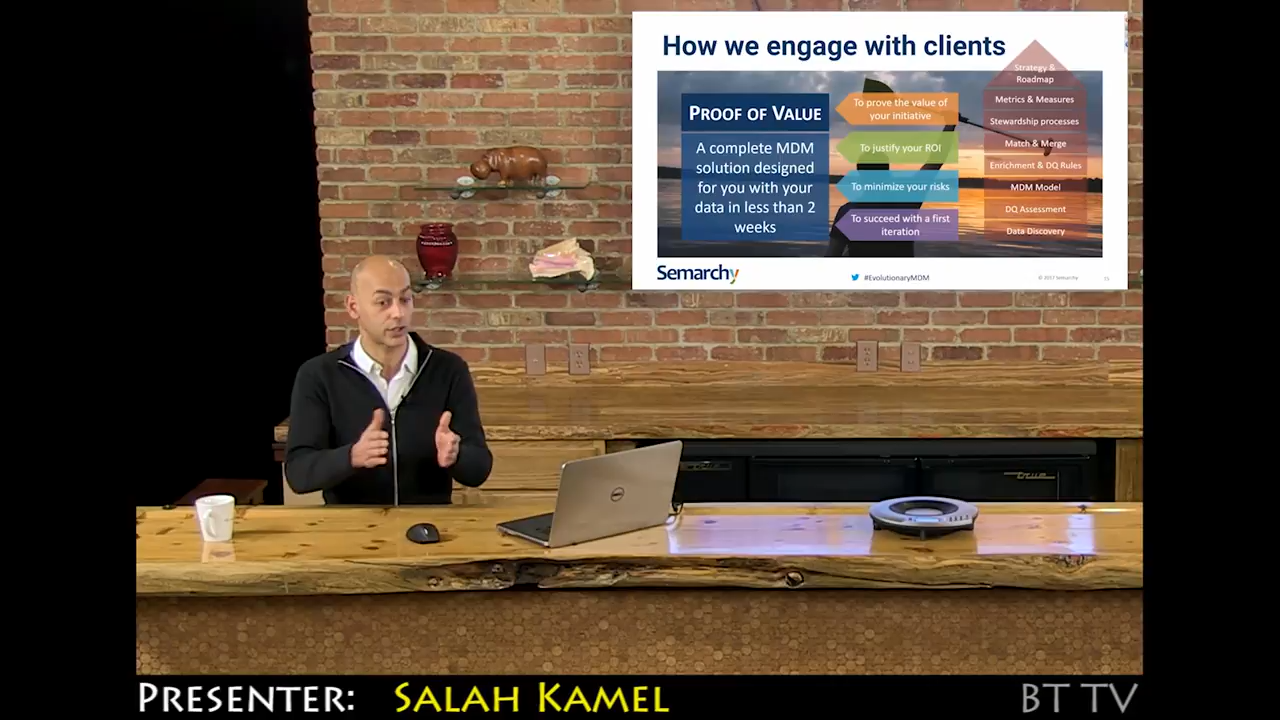 How we engage with clients
PROOF OF VALUE
A complete MDM
solution designed
for you with your
data in less than 2
weeks
To prove the value of
your initiative
To justify your ROI
To minimize your risks
To succeed with a first
iteration
Strategy &
Roadmap
Metrics & Measures
Stewardship processes
Match & Merge
Enrichment & DQ Rules
MDM Model
DQ Assessment
Data Discovery
Semarchy
#EvolutionaryMDM
© 2017 Semarchy
15
DELL
PRESENTER: SALAH KAMEL
BT TV